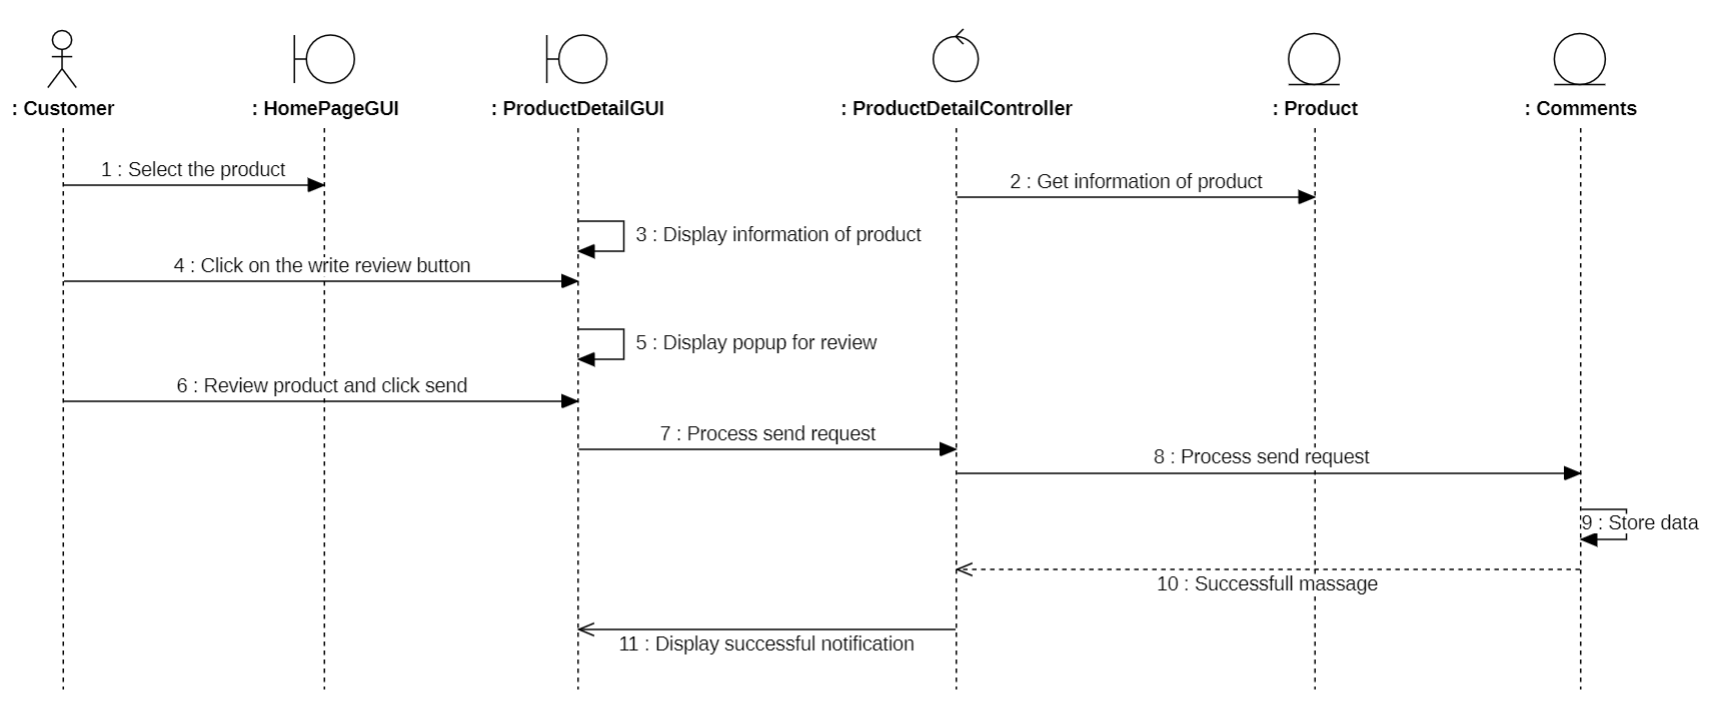 : Customer
: HomePageGUI
: ProductDetailGUI
: ProductDetailController
: Product
: Comments
1 : Select the product
2 : Get information of product
3 : Display information of product
4 : Click on the write review button
5 : Display popup for review
6 : Review product and click send
7 : Process send request
8 : Process send request
9 : Store data
10 : Successfull massage
11 : Display successful notification